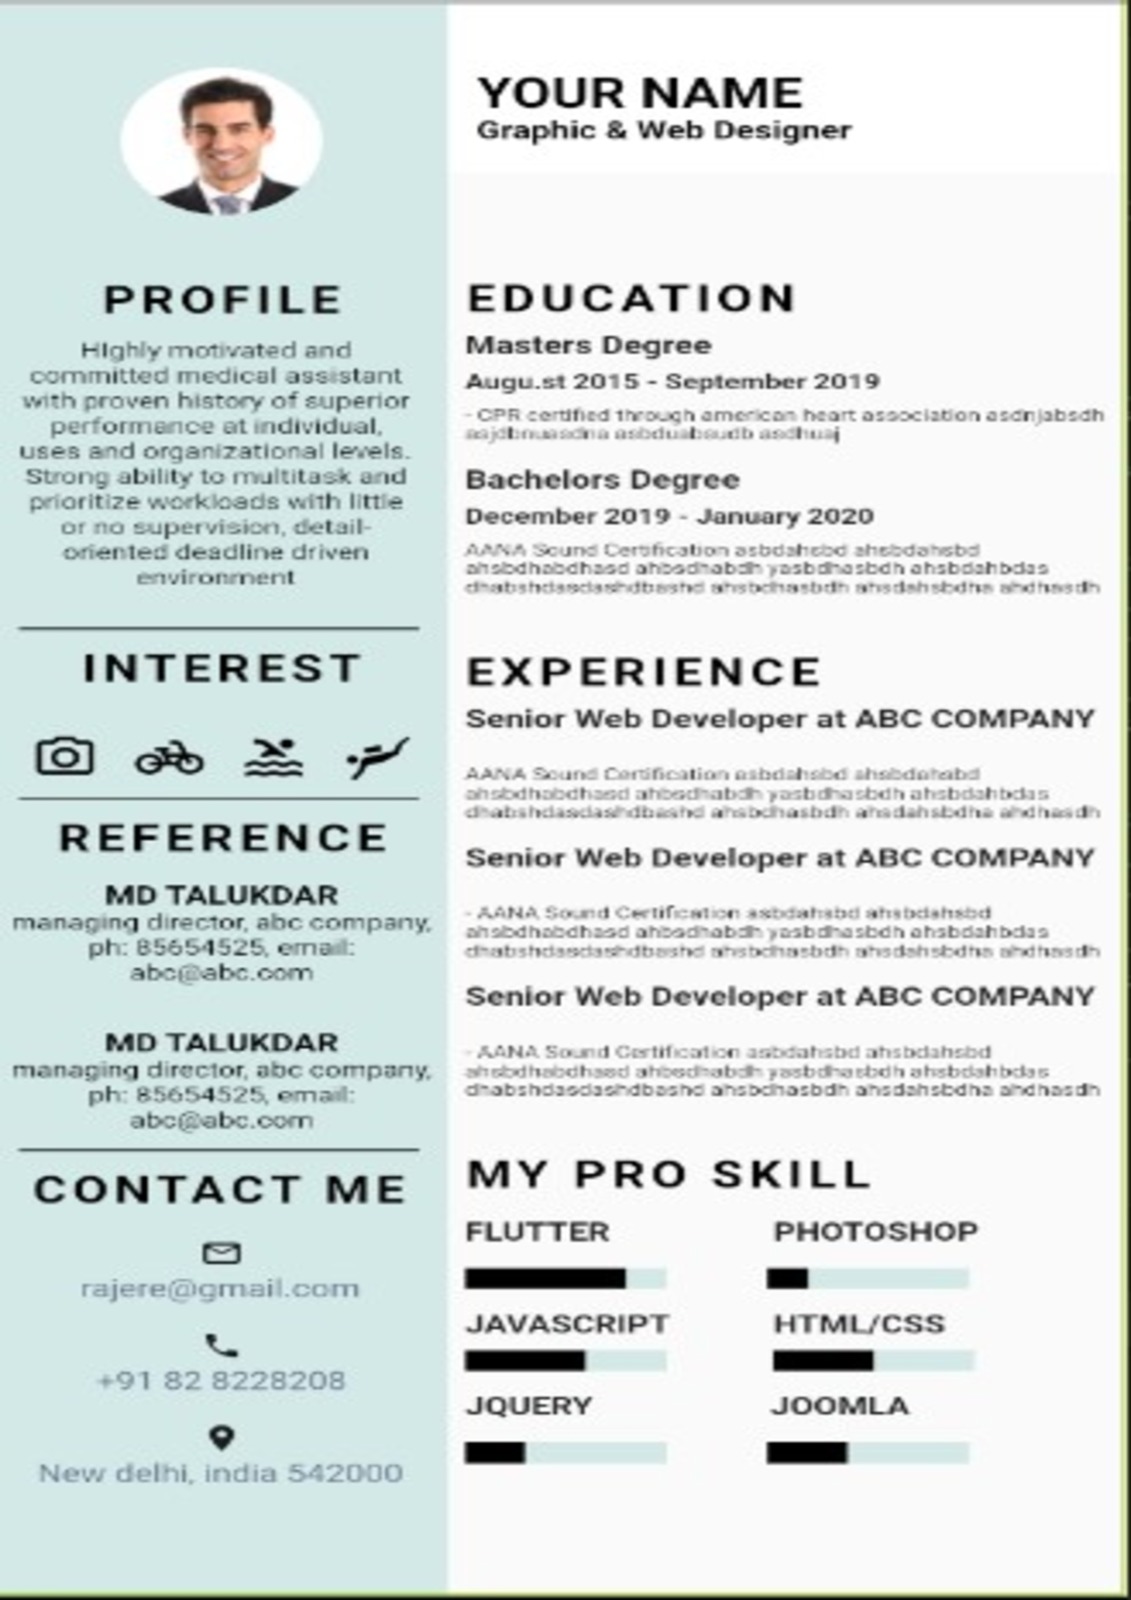 YOUR NAME
Graphic & Web Designer
PROFILE
HIghly motivated and
committed medical assistant
with proven history of superior
performance at individual,
uses and organizational levels.
Strong ability to multitask and
prioritize workloads with little
or no supervision, detail-
oriented deadline driven
environment
INTEREST
REFERENCE
MD TALUKDAR
managing director, abc company,
ph: 85654525, email:
abc@abc.com
MD TALUKDAR
managing director, abc company,
ph: 85654525, email:
abc@abc.com
CONTACT ME
rajere@gmail.com
+91 82 8228208
New delhi, india 542000
EDUCATION
Masters Degree
Augu.st 2015 - September 2019
- CPR certified through american heart association asdnjabsdh
asjdbnuasdna asbduabsudb asdhuaj
Bachelors Degree
December 2019 - January 2020
AANA Sound Certification asbdahsbd ahsbdahsbd
ahsbdhabdhasd ahbsdhabdh yasbdhasbdh ahsbdahbdas
dhabshdasdashdbashd ahsbdhasbdh ahsdahsbdha ahdhasdh
EXPERIENCE
Senior Web Developer at ABC COMPANY
AANA Sound Certification asbdahsbd ahsbdahsbd
ahsbdhabdhasd ahbsdhabdh yasbdhasbdh ahsbdahbdas
dhabshdasdashdbashd ahsbdhasbdh ahsdahsbdha ahdhasdh
Senior Web Developer at ABC COMPANY
- AANA Sound Certification asbdahsbd ahsbdahsbd
ahsbdhabdhasd ahbsdhabdh yasbdhasbdh ahsbdahbdas
dhabshdasdashdbashd ahsbdhasbdh ahsdahsbdha ahdhasdh
Senior Web Developer at ABC COMPANY
- AANA Sound Certification asbdahsbd ahsbdahsbd
ahsbdhabdhasd ahbsdhabdh yasbdhasbdh ahsbdahbdas
dhabshdasdashdbashd ahsbdhasbdh ahsdahsbdha ahdhasdh
MY PRO SKILL
FLUTTER PHOTOSHOP
JAVASCRIPT HTML/CSS
JQUERY JOOMLA